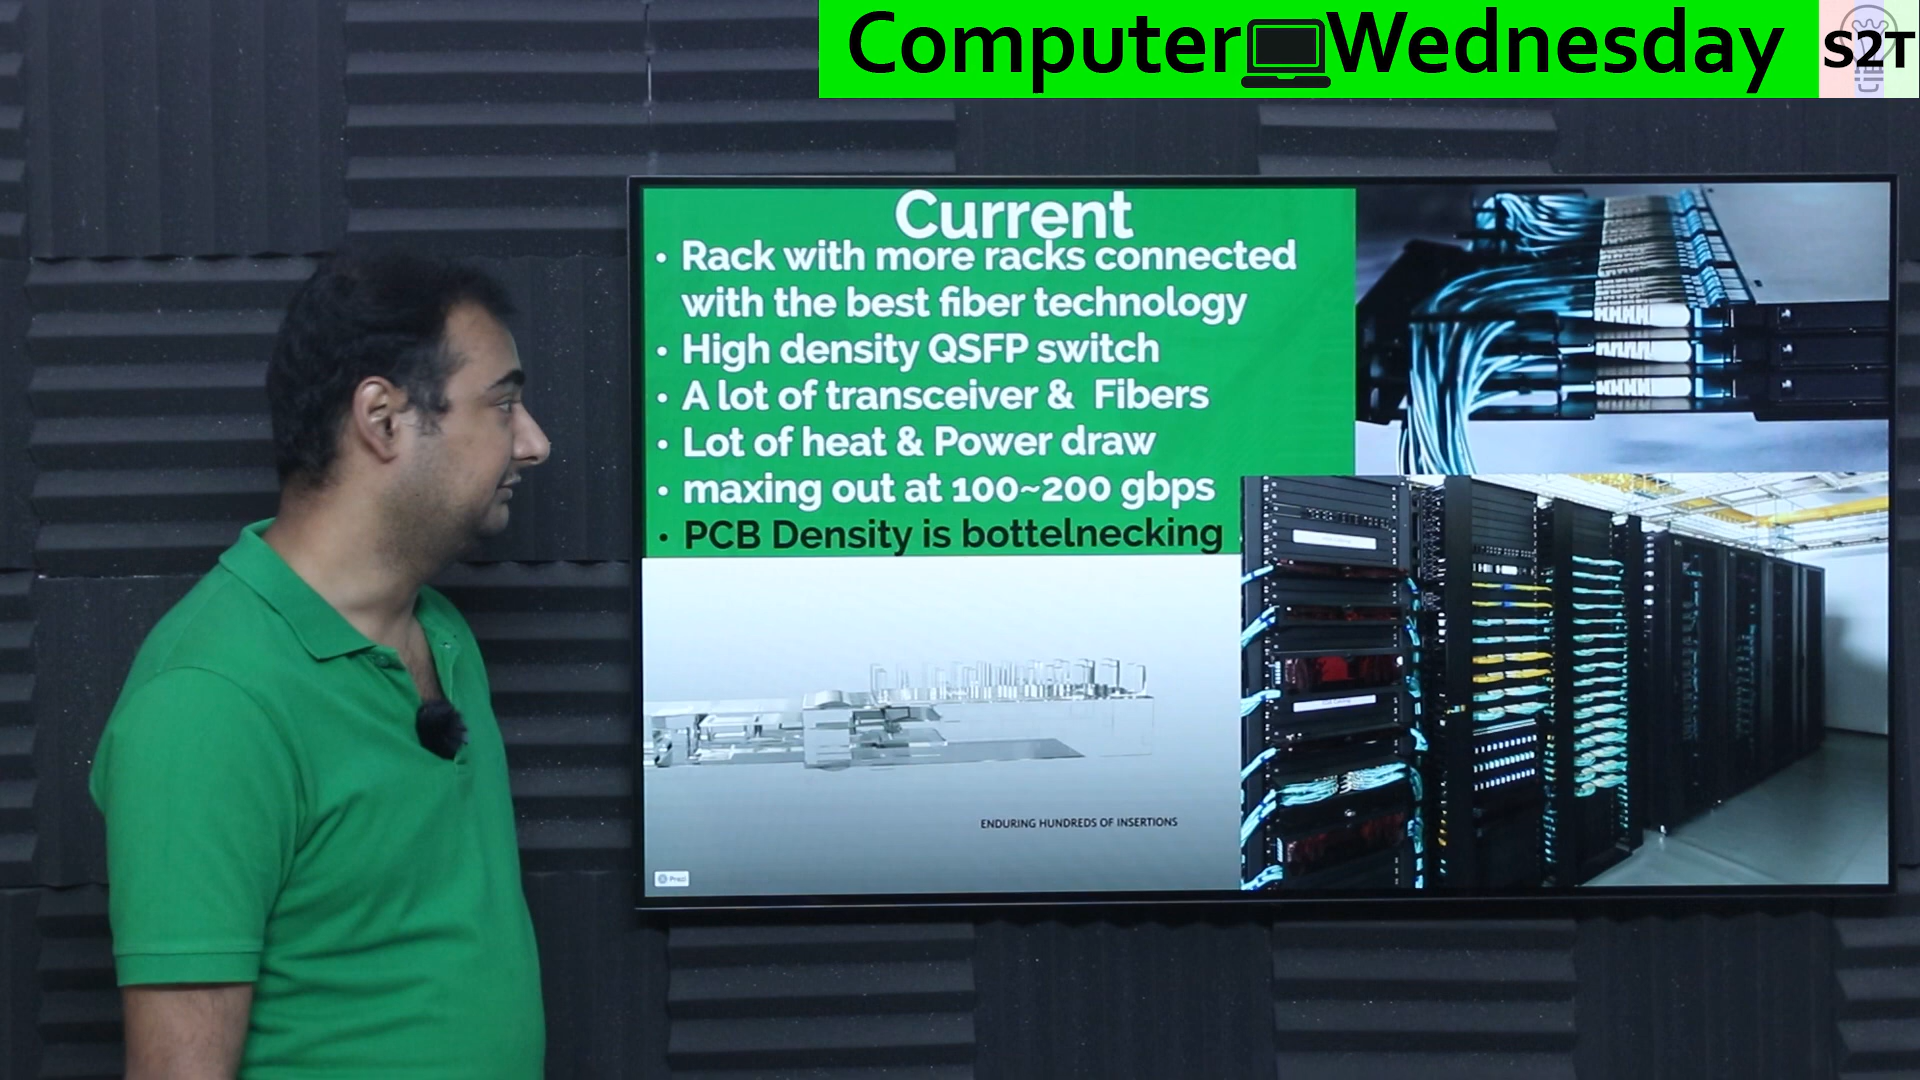 Computer Wednesday
S2T
Current
• Rack with more racks connected
with the best fiber technology
• High density QSFP switch
• A lot of transceiver & Fibers
• Lot of heat & Power draw
• maxing out at 100~200 gbps
• PCB Density is bottelnecking
ENDURING HUNDREDS OF INSERTIONS
Prezi